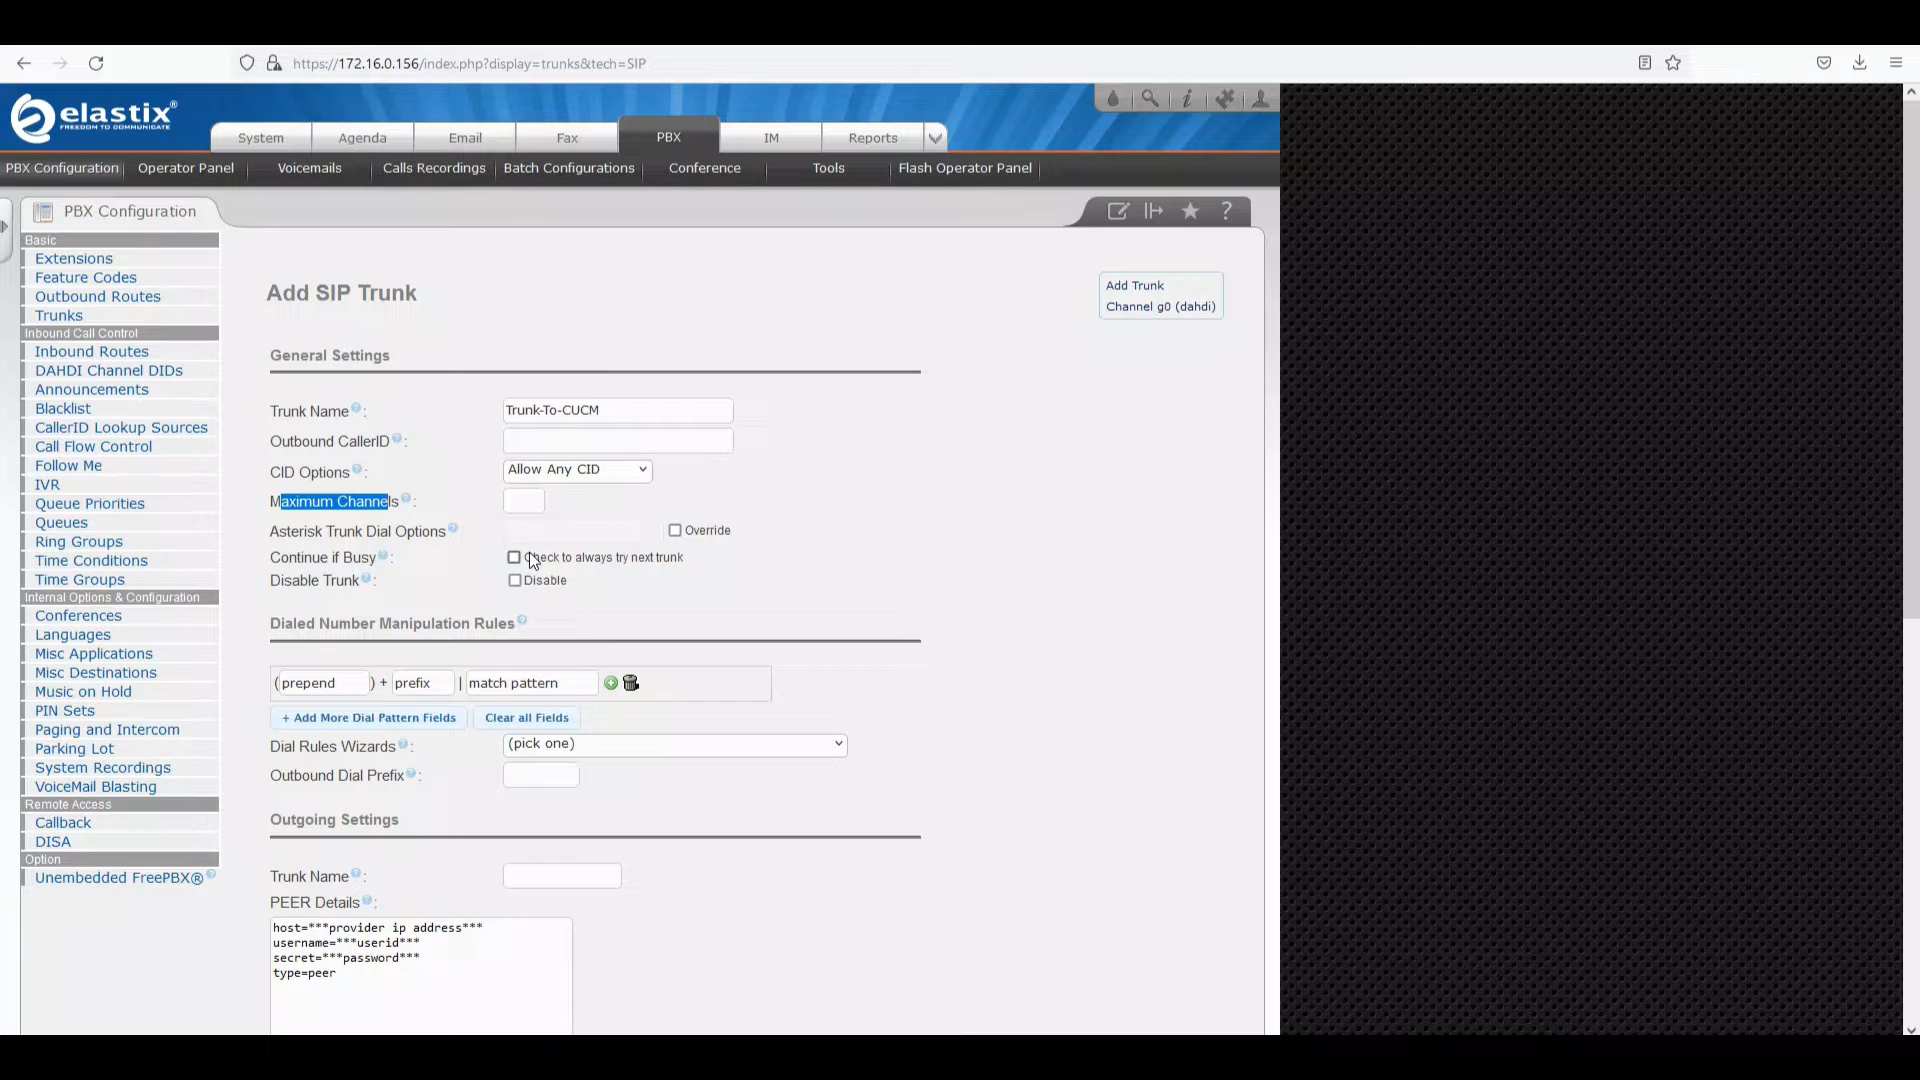 https://172.16.0.156/index.php?display=trunks&tech=SIP
elastix®
FREEDOM TO COMMUNICATE
System
Agenda
Email
Fax
PBX
IM
Reports
PBX Configuration
Operator Panel
Voicemails
Calls Recordings
Batch Configurations
Conference
Tools
Flash Operator Panel
PBX Configuration
Basic
Extensions
Feature Codes
Outbound Routes
Trunks
Inbound Call Control
Inbound Routes
DAHDI Channel DIDs
Announcements
Blacklist
CallerID Lookup Sources
Call Flow Control
Follow Me
IVR
Queue Priorities
Queues
Ring Groups
Time Conditions
Time Groups
Internal Options & Configuration
Conferences
Languages
Misc Applications
Misc Destinations
Music on Hold
PIN Sets
Paging and Intercom
Parking Lot
System Recordings
VoiceMail Blasting
Remote Access
Callback
DISA
Option
Unembedded FreePBX®
Add SIP Trunk
Add Trunk
Channel g0 (dahdi)
General Settings
Trunk Name : Trunk-To-CUCM
Outbound CallerID :
CID Options : Allow Any CID
Maximum Channels :
Asterisk Trunk Dial Options Override
Continue if Busy : Check to always try next trunk
Disable Trunk : Disable
Dialed Number Manipulation Rules
(prepend ) + prefix | match pattern
+ Add More Dial Pattern Fields Clear all Fields
Dial Rules Wizards : (pick one)
Outbound Dial Prefix :
Outgoing Settings
Trunk Name :
PEER Details :
host=***provider ip address***
username=***userid***
secret=***password***
type=peer